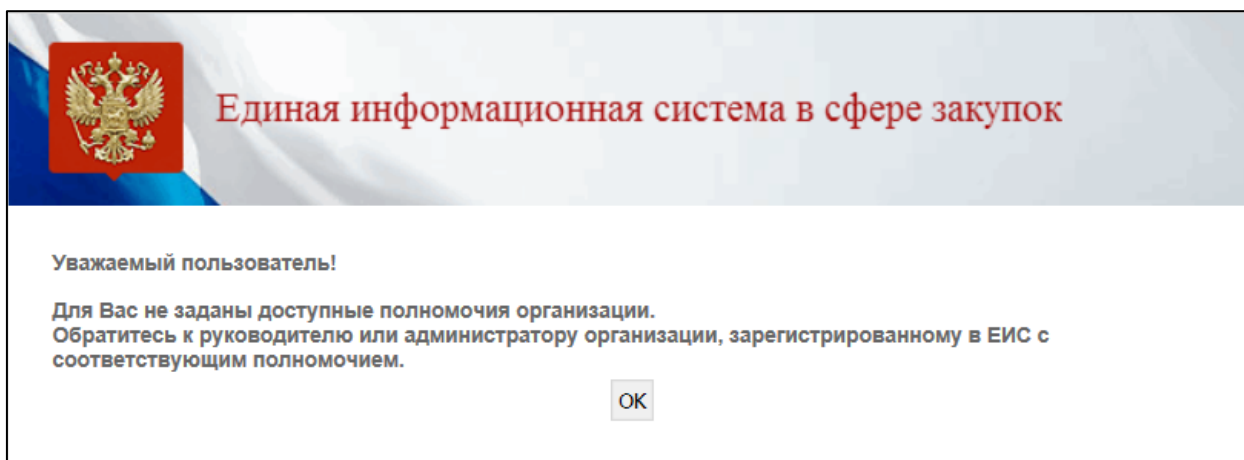 Единая информационная система в сфере закупок
Уважаемый пользователь!
Для Вас не заданы доступные полномочия организации.
Обратитесь к руководителю или администратору организации, зарегистрированному в ЕИС с
соответствующим полномочием.
ОК